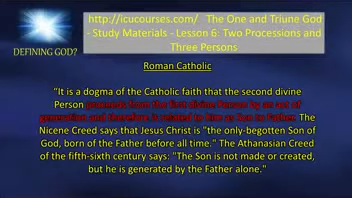 http://icucourses.com/ The One and Triune God
- Study Materials - Lesson 6: Two Processions and
Three Persons
DEFINING GOD?
Roman Catholic
"It is a dogma of the Catholic faith that the second divine
Person proceeds from the first divine Person by an act of
generation and therefore is related to him as Son to Father. The
Nicene Creed says that Jesus Christ is "the only-begotten Son of
God, born of the Father before all time." The Athanasian Creed
of the fifth-sixth century says: "The Son is not made or created,
but he is generated by the Father alone."